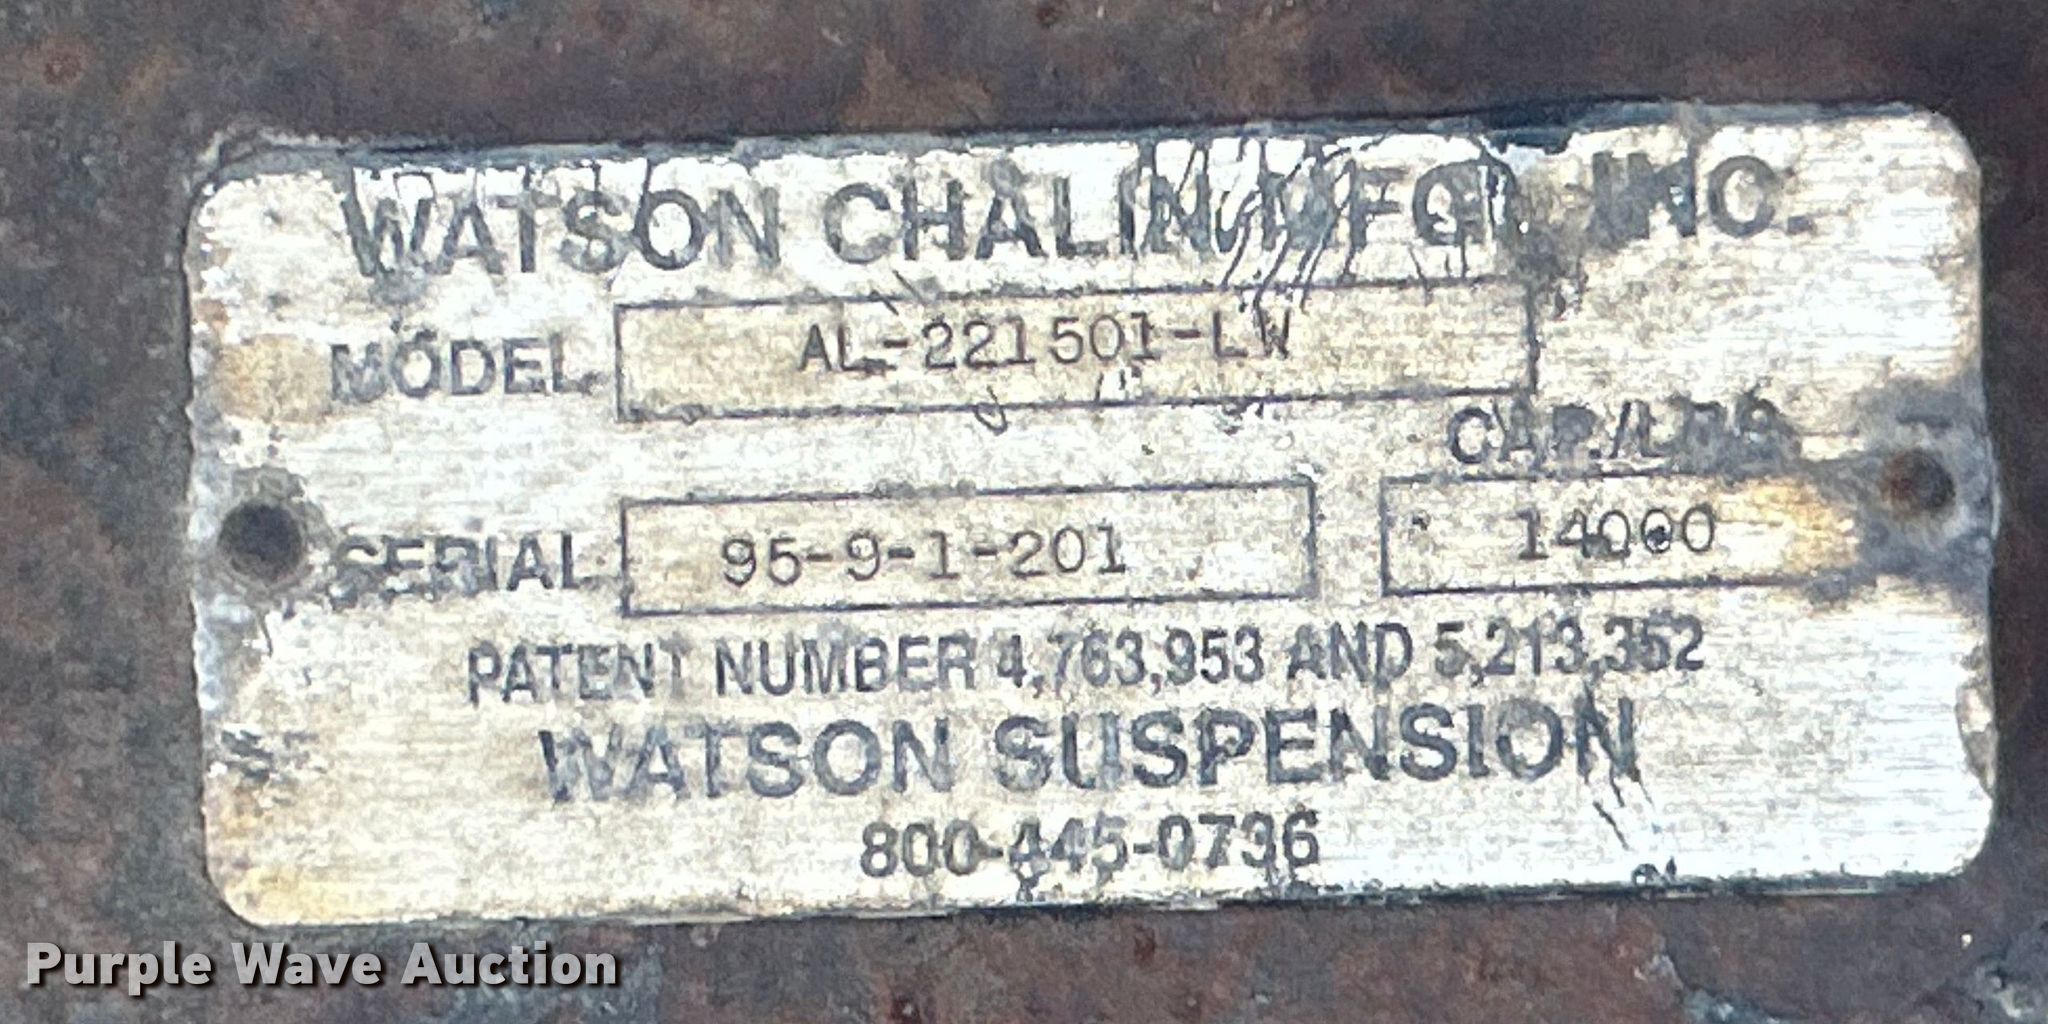 WATSON CHALIN MFG. INC.
MODEL AL-221501-LW
CAP./LBS
SERIAL 95-9-1-201 14000
PATENT NUMBER 4,763,953 AND 5,213,352
WATSON SUSPENSION
800-445-0736
Purple Wave Auction